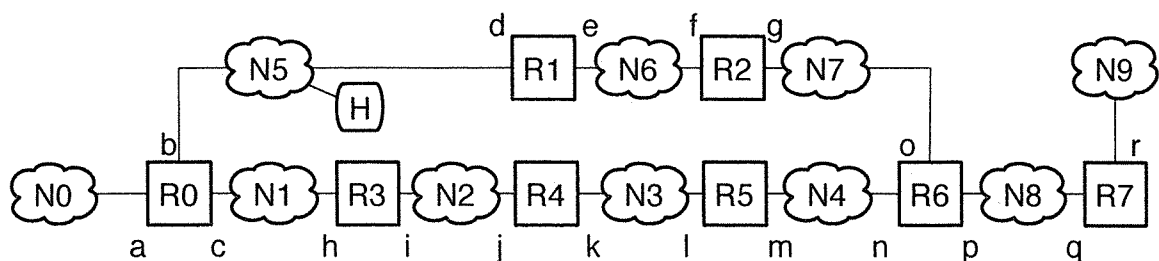 d e f g
N5 R1 N6 R2 N7 N9
H
b o r
N0 R0 N1 R3 N2 R4 N3 R5 N4 R6 N8 R7
a c h i j k l m n p q